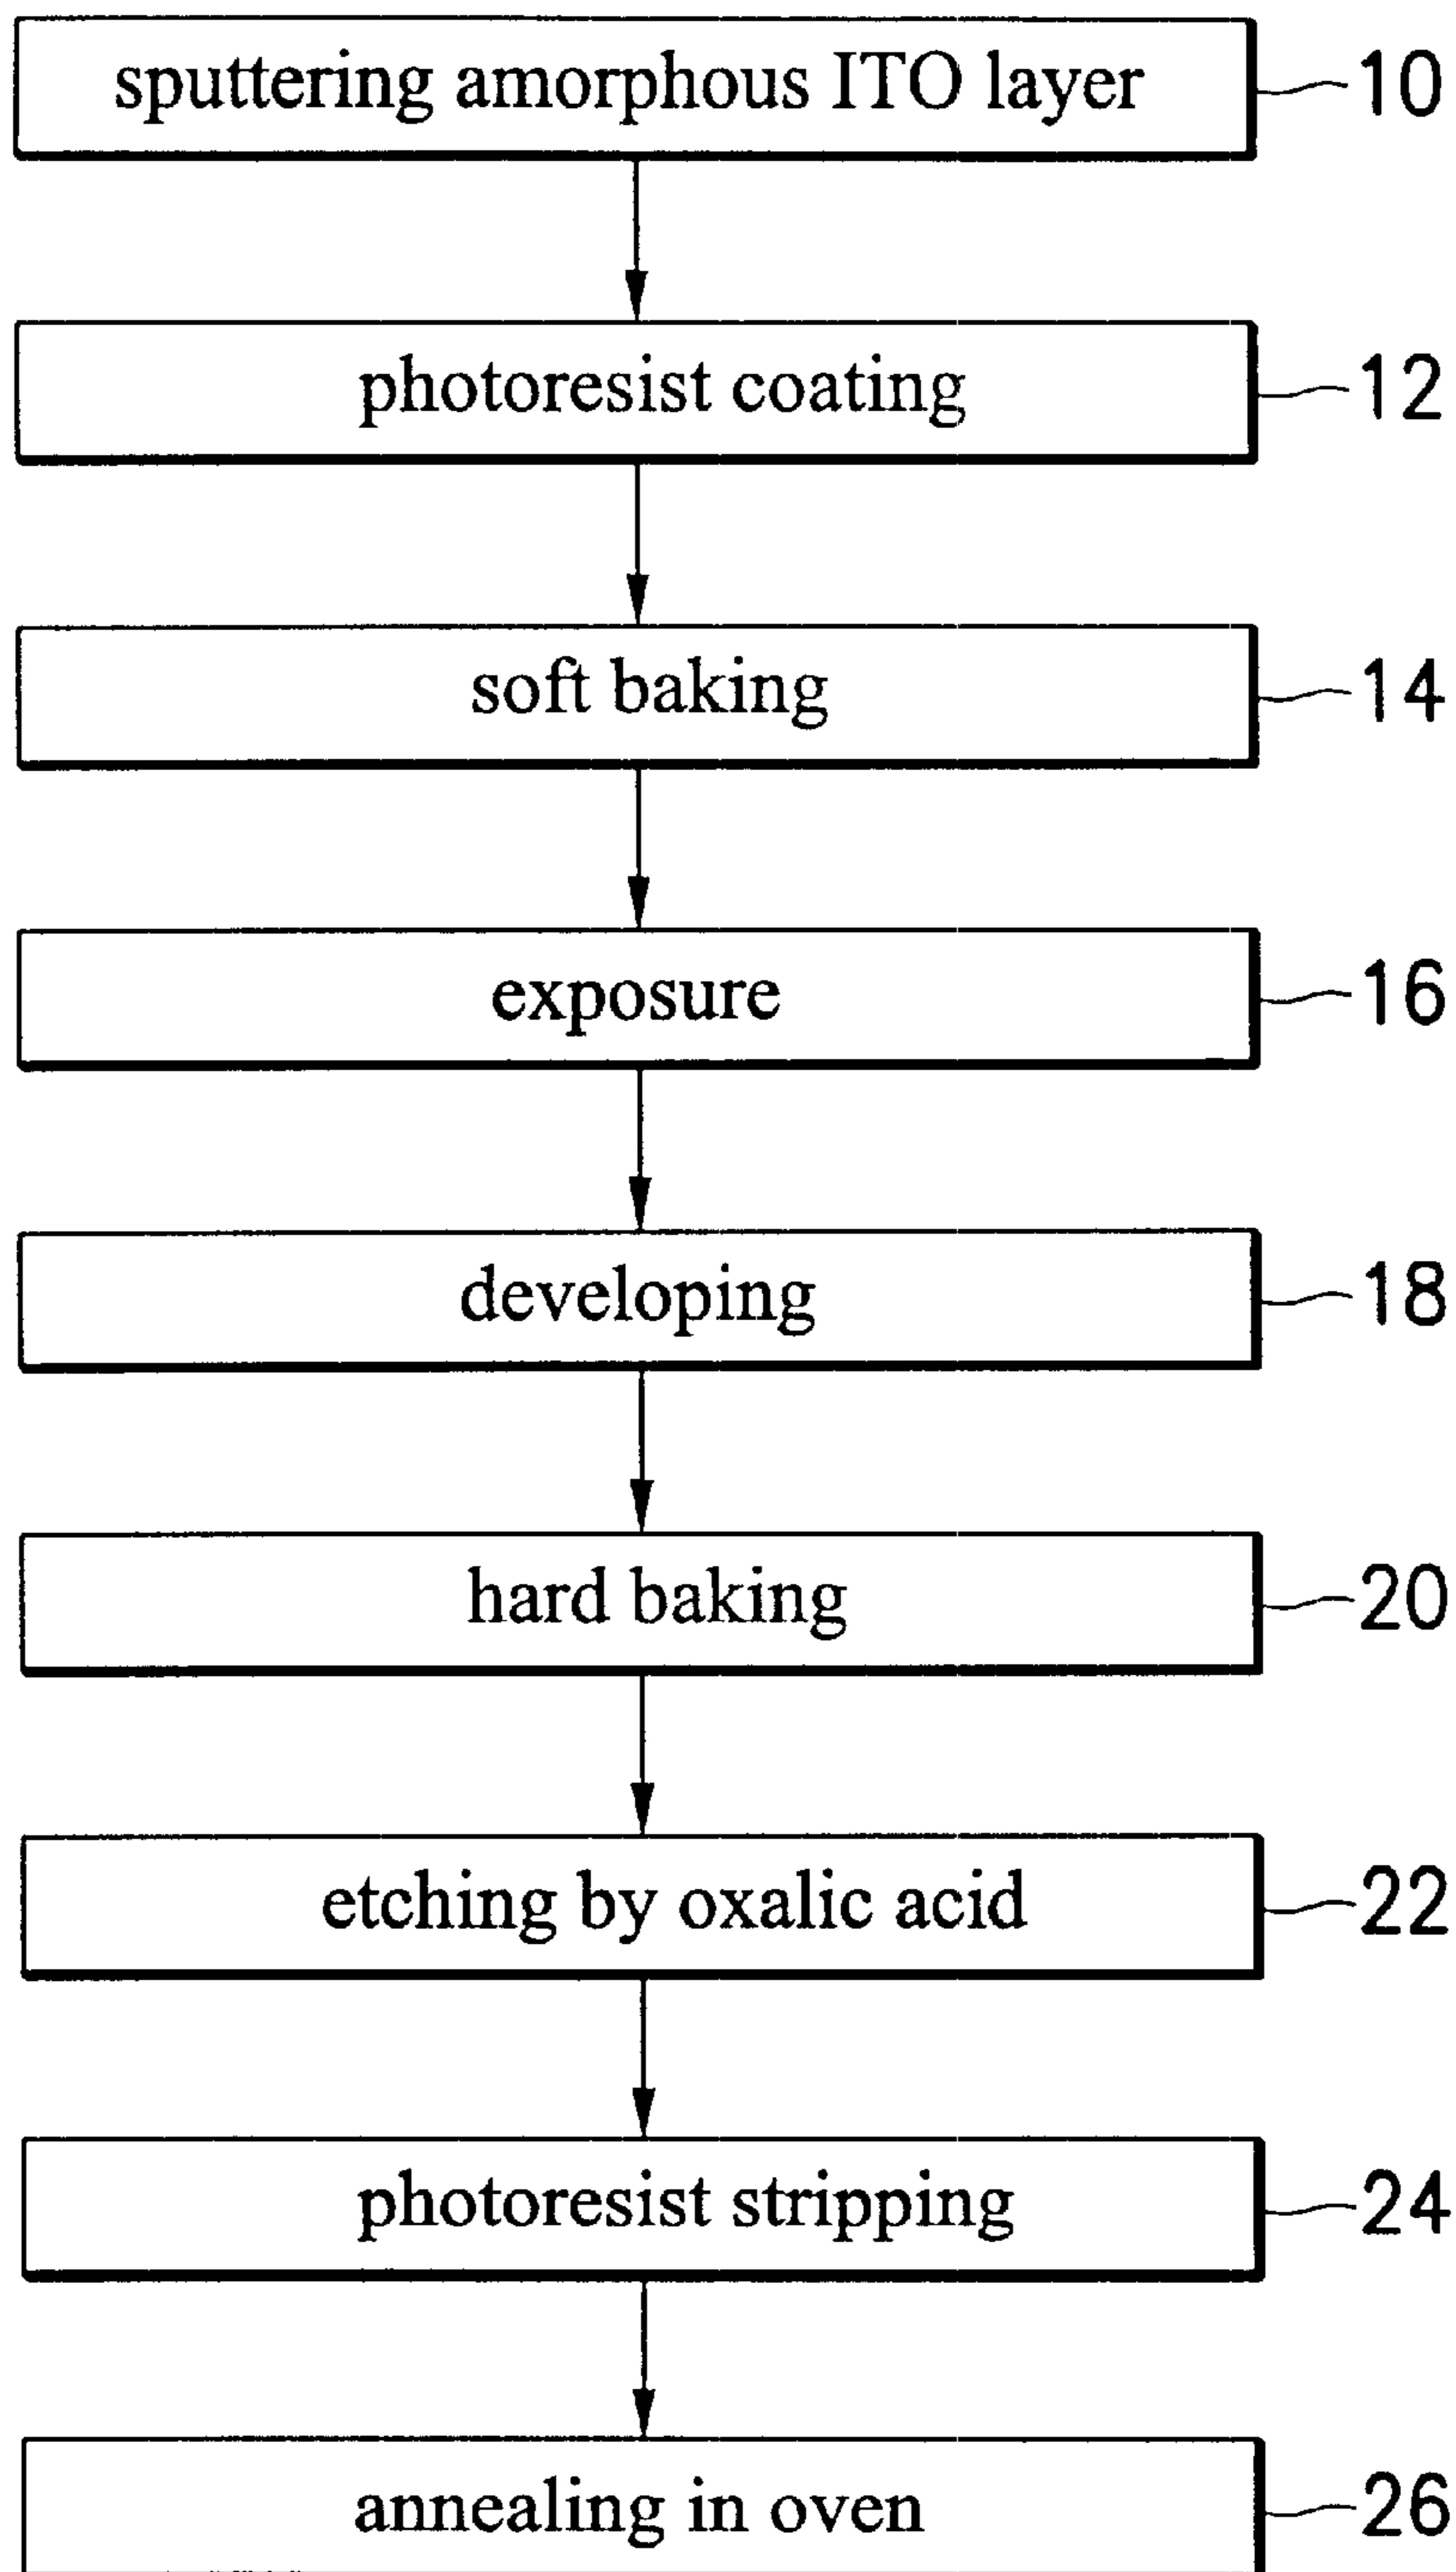 sputtering amorphous ITO layer 10
photoresist coating 12
soft baking 14
exposure 16
developing 18
hard baking 20
etching by oxalic acid 22
photoresist stripping 24
annealing in oven 26